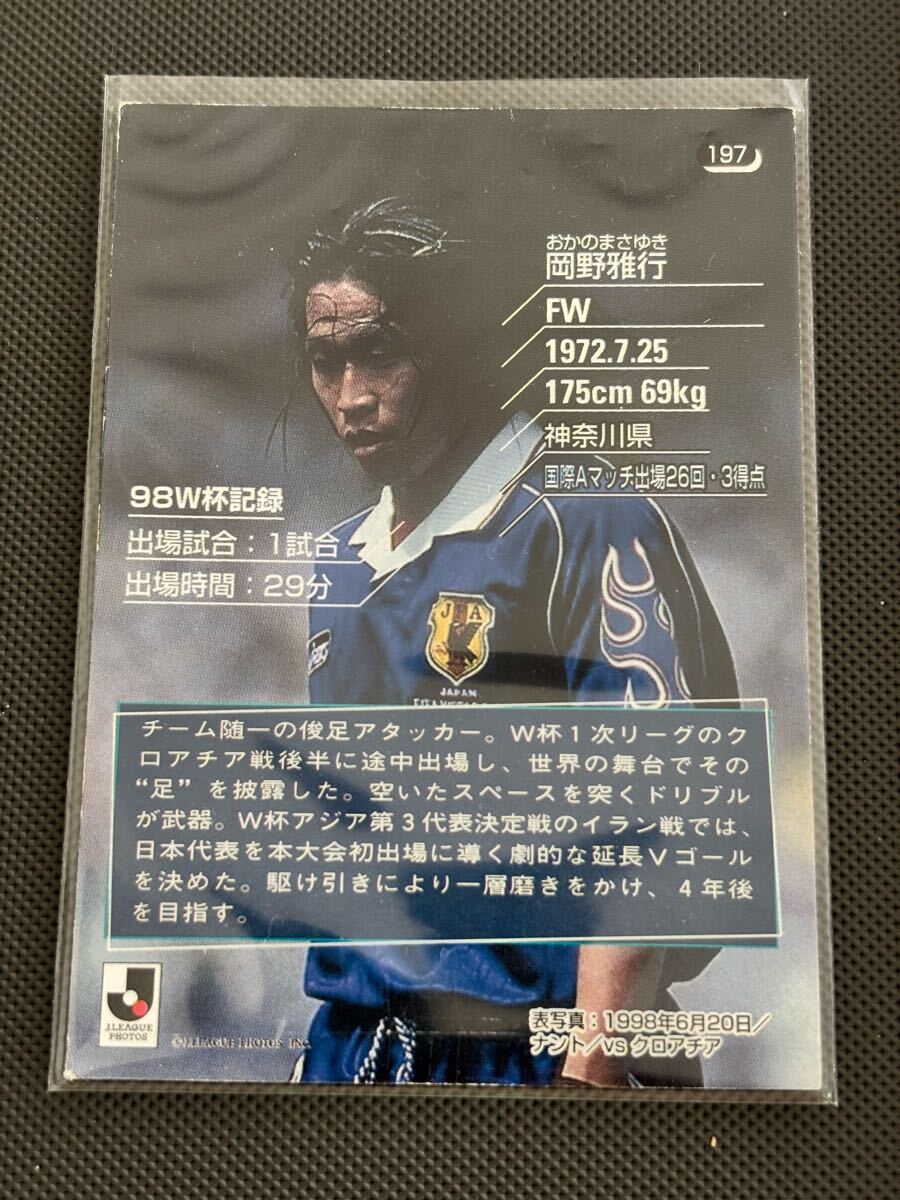 197
おかのまさゆき
岡野雅行
FW
1972.7.25
175cm 69kg
神奈川県
国際Aマッチ出場26回・3得点
98W杯記録
出場試合：1試合
出場時間：29分
JFA
JAPAN
チーム随一の俊足アタッカー。W杯1次リーグのク
ロアチア戦後半に途中出場し、世界の舞台でその
“足”を披露した。空いたスペースを突くドリブル
が武器。W杯アジア第3代表決定戦のイラン戦では、
日本代表を本大会初出場に導く劇的な延長Vゴール
を決めた。駆け引きにより一層磨きをかけ、4年後
を目指す。
J.LEAGUE
PHOTOS
©J.LEAGUE PHOTOS INC.
表写真：1998年6月20日／
ナント／vs クロアチア